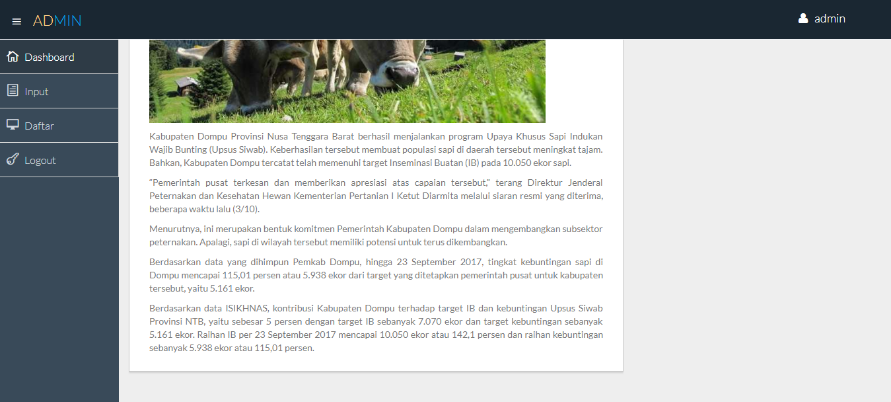 ADMIN
admin
Dashboard
Input
Daftar
Logout
Kabupaten Dompu Provinsi Nusa Tenggara Barat berhasil menjalankan program Upaya Khusus Sapi Indukan
Wajib Bunting (Upsus Siwab). Keberhasilan tersebut membuat populasi sapi di daerah tersebut meningkat tajam.
Bahkan, Kabupaten Dompu tercatat telah memenuhi target Inseminasi Buatan (IB) pada 10.050 ekor sapi.
"Pemerintah pusat terkesan dan memberikan apresiasi atas capaian tersebut," terang Direktur Jenderal
Peternakan dan Kesehatan Hewan Kementerian Pertanian I Ketut Diarmita melalui siaran resmi yang diterima,
beberapa waktu lalu (3/10).
Menurutnya, ini merupakan bentuk komitmen Pemerintah Kabupaten Dompu dalam mengembangkan subsektor
peternakan. Apalagi, sapi di wilayah tersebut memiliki potensi untuk terus dikembangkan.
Berdasarkan data yang dihimpun Pemkab Dompu, hingga 23 September 2017, tingkat kebuntingan sapi di
Dompu mencapai 115,01 persen atau 5.938 ekor dari target yang ditetapkan pemerintah pusat untuk kabupaten
tersebut, yaitu 5.161 ekor.
Berdasarkan data ISIKHNAS, kontribusi Kabupaten Dompu terhadap target IB dan kebuntingan Upsus Siwab
Provinsi NTB, yaitu sebesar 5 persen dengan target IB sebanyak 7.070 ekor dan target kebuntingan sebanyak
5.161 ekor. Raihan IB per 23 September 2017 mencapai 10.050 ekor atau 142,1 persen dan raihan kebuntingan
sebanyak 5.938 ekor atau 115,01 persen.